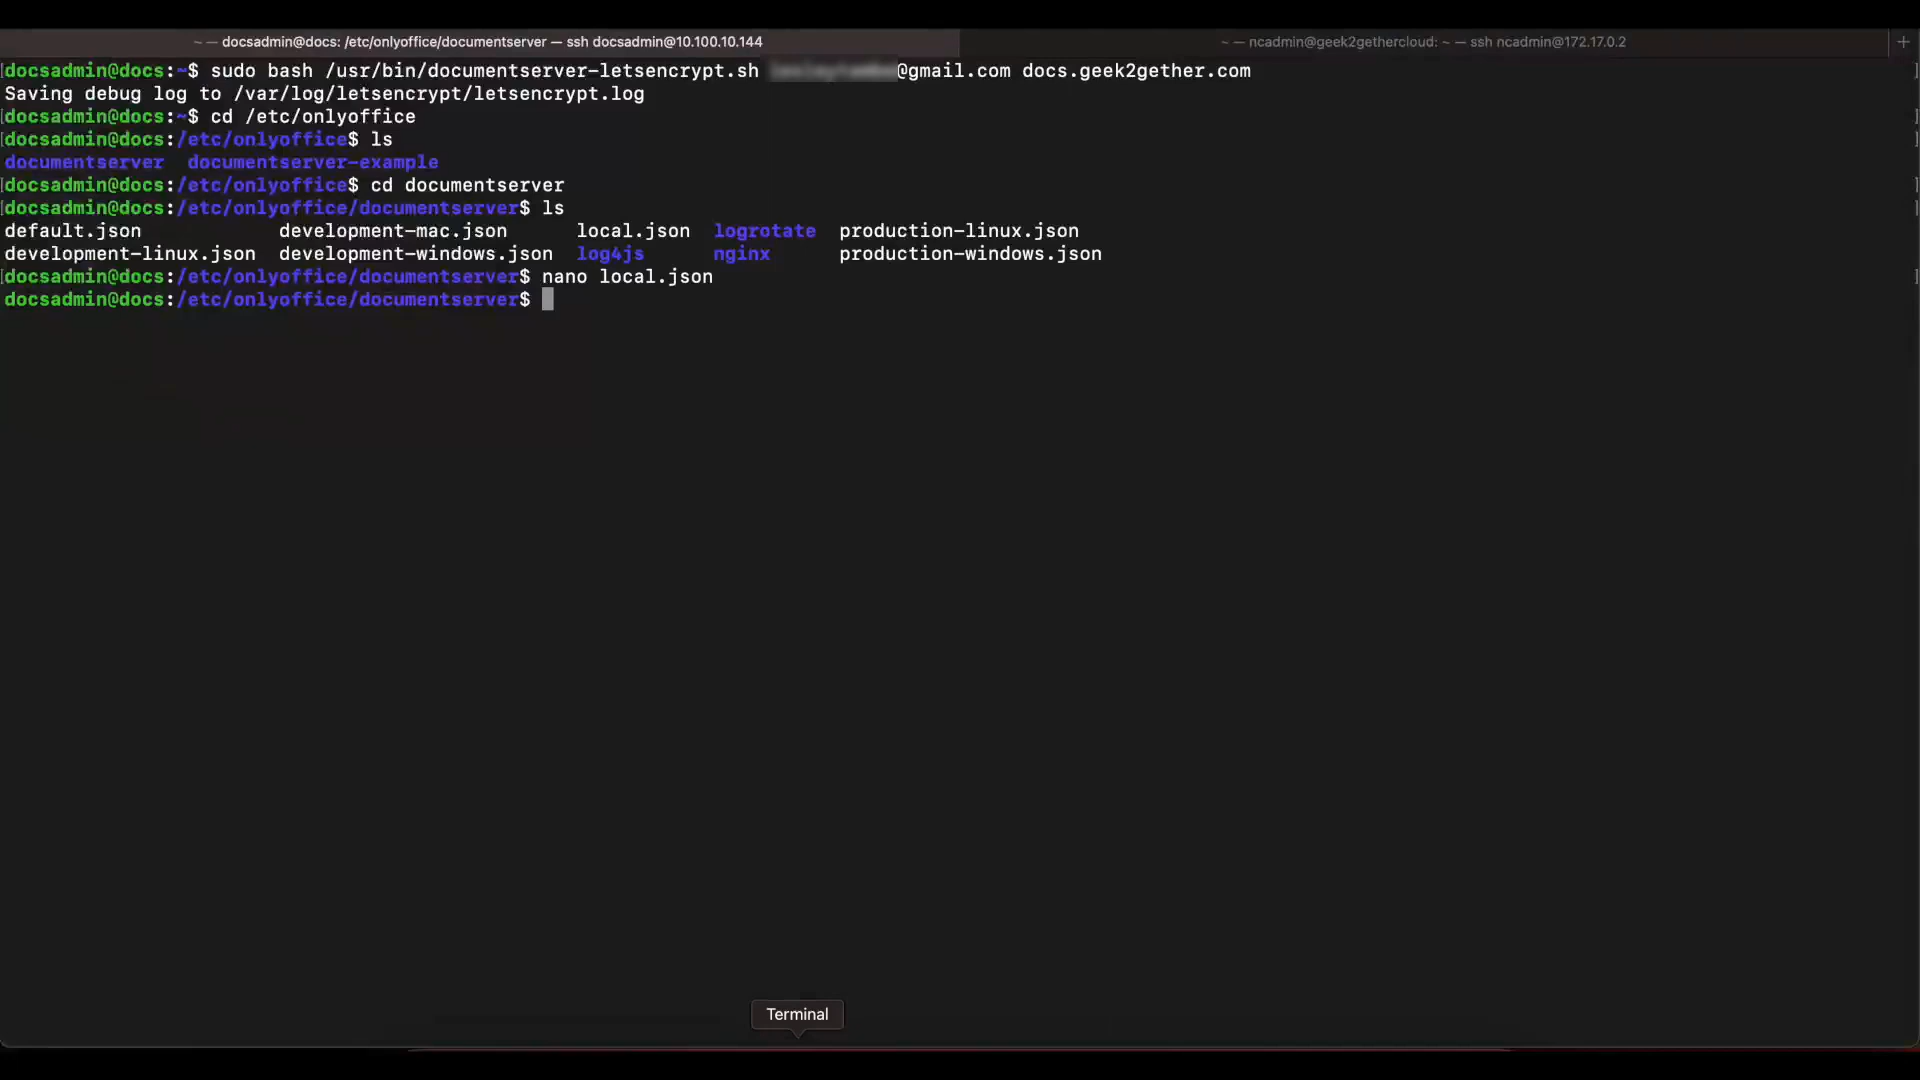 ~ — docsadmin@docs: /etc/onlyoffice/documentserver — ssh docsadmin@10.100.10.144
~ — ncadmin@geek2gethercloud: ~ — ssh ncadmin@172.17.0.2
+
[docsadmin@docs:~$ sudo bash /usr/bin/documentserver-letsencrypt.sh @gmail.com docs.geek2gether.com ]
Saving debug log to /var/log/letsencrypt/letsencrypt.log
[docsadmin@docs:~$ cd /etc/onlyoffice ]
[docsadmin@docs:/etc/onlyoffice$ ls ]
documentserver documentserver-example
[docsadmin@docs:/etc/onlyoffice$ cd documentserver ]
[docsadmin@docs:/etc/onlyoffice/documentserver$ ls ]
default.json development-mac.json local.json logrotate production-linux.json
development-linux.json development-windows.json log4js nginx production-windows.json
[docsadmin@docs:/etc/onlyoffice/documentserver$ nano local.json ]
docsadmin@docs:/etc/onlyoffice/documentserver$
Terminal